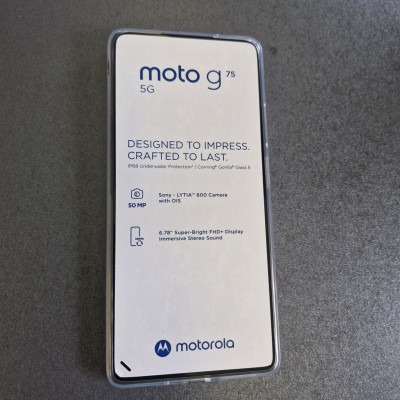 moto g 75
5G
DESIGNED TO IMPRESS.
CRAFTED TO LAST.
IP68 Underwater Protection¹ | Corning® Gorilla® Glass 5
50 MP
Sony - LYTIA™ 600 Camera
with OIS
6.78" Super-Bright FHD+ Display
Immersive Stereo Sound
motorola